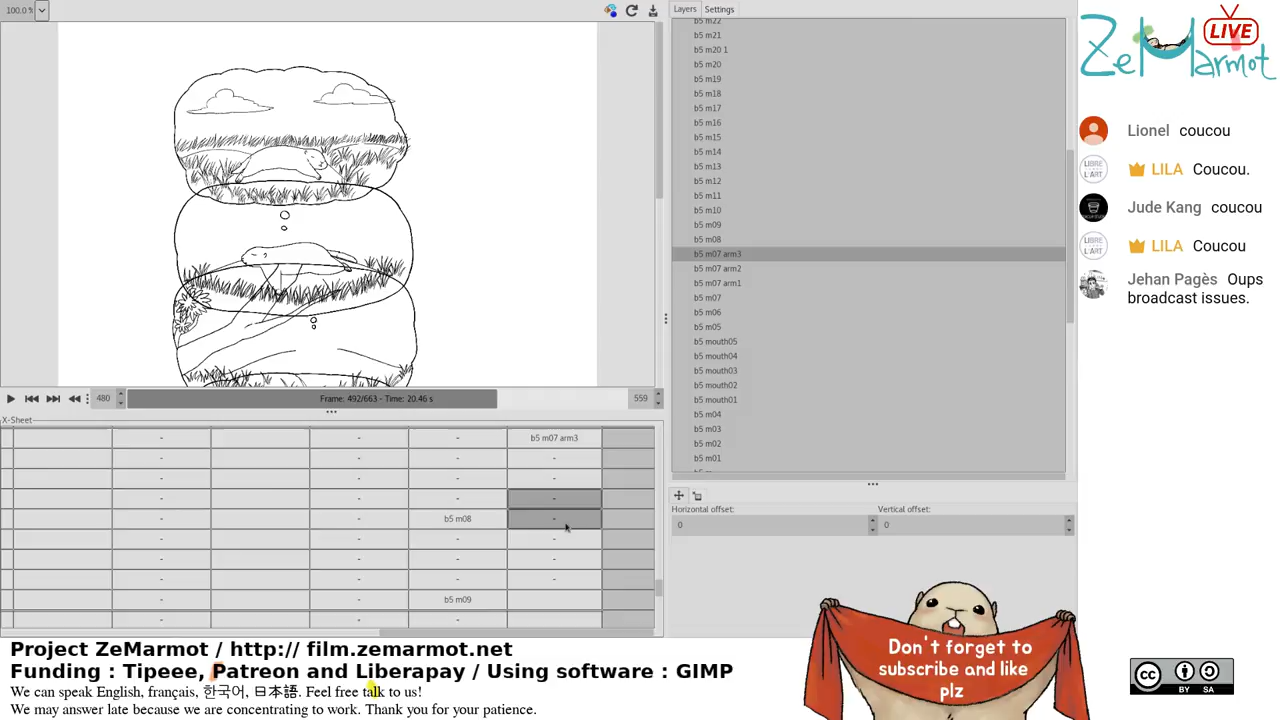 100.0 %
Layers Settings
b5 m22
b5 m21
b5 m20 1
b5 m20
b5 m19
b5 m18
b5 m17
b5 m16
b5 m15
b5 m14
b5 m13
b5 m12
b5 m11
b5 m10
b5 m09
b5 m08
b5 m07 arm3
b5 m07 arm2
b5 m07 arm1
b5 m07
b5 m06
b5 m05
b5 mouth05
b5 mouth04
b5 mouth03
b5 mouth02
b5 mouth01
b5 m04
b5 m03
b5 m02
b5 m01
480 Frame: 492/663 - Time: 20.46 s 559
X-Sheet
- - - - b5 m07 arm3
- - - -
- - - -
- - - -
- - b5 m08 -
- - - -
- - - -
- - - -
- - b5 m09
Horizontal offset: Vertical offset:
0 0
ZeMarmot LIVE
Lionel coucou
LILA Coucou.
Jude Kang coucou
LILA Coucou
Jehan Pagès Oups
broadcast issues.
Don't forget to
subscribe and like
plz
Project ZeMarmot / http:// film.zemarmot.net
Funding : Tipeee, Patreon and Liberapay / Using software : GIMP
We can speak English, français, 한국어, 日本語. Feel free talk to us!
We may answer late because we are concentrating to work. Thank you for your patience.
cc BY SA